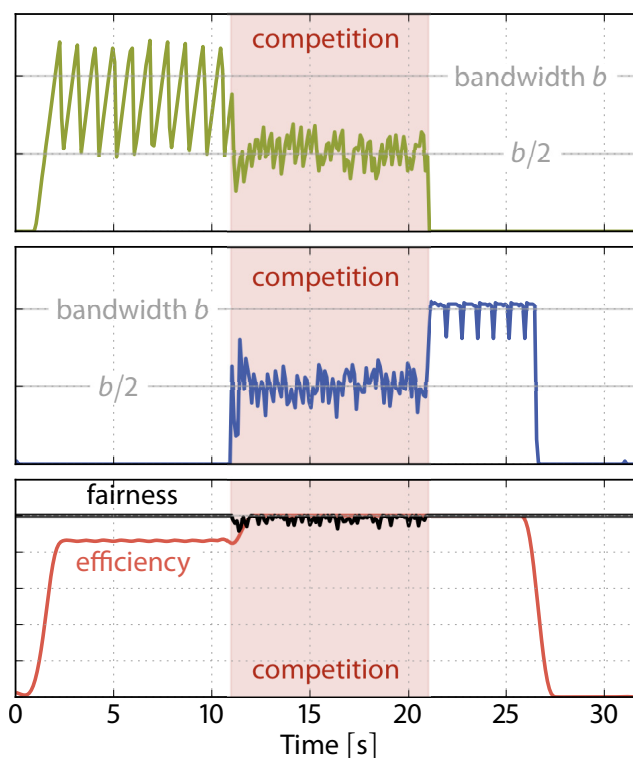 competition
bandwidth b
b/2
competition
bandwidth b
b/2
fairness
efficiency
competition
0 5 10 15 20 25 30
Time [s]